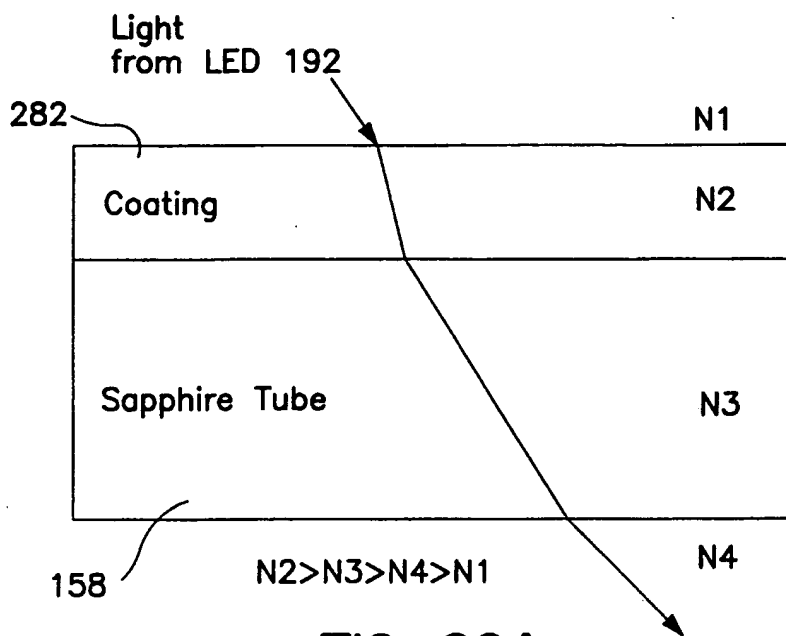 Light
from LED 192
282
N1
Coating
N2
Sapphire Tube
N3
158
N2>N3>N4>N1
N4